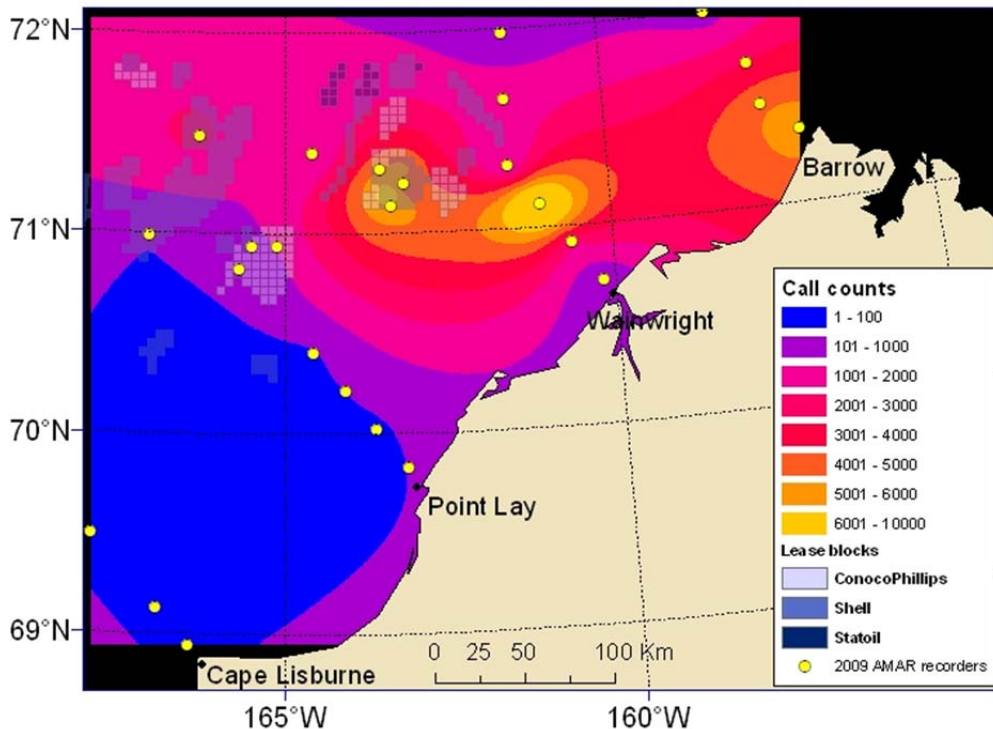 72°N
71°N
70°N
69°N
Barrow
Wainwright
Point Lay
Cape Lisburne
0 25 50 100 Km
165°W
160°W
Call counts
1 - 100
101 - 1000
1001 - 2000
2001 - 3000
3001 - 4000
4001 - 5000
5001 - 6000
6001 - 10000
Lease blocks
ConocoPhillips
Shell
Statoil
2009 AMAR recorders